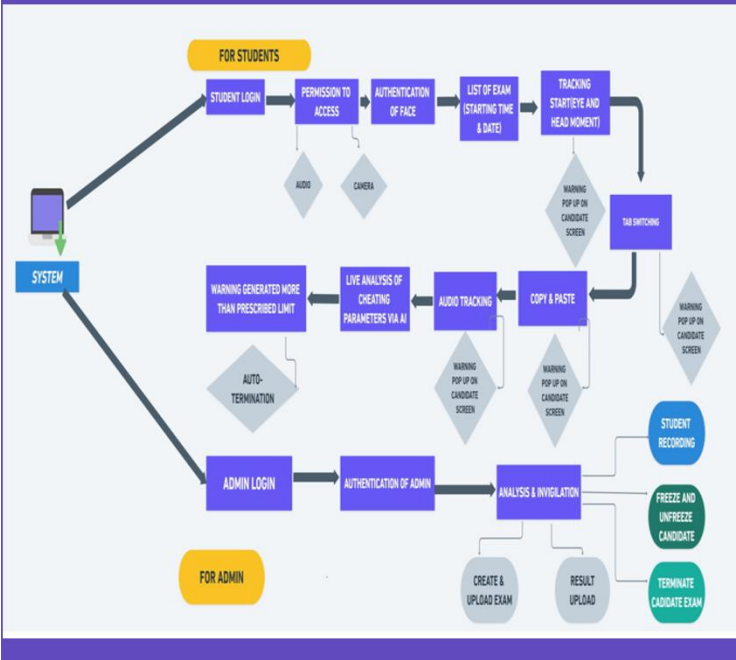 FOR STUDENTS
STUDENT LOGIN
PERMISSION TO
ACCESS
AUTHENTICATION
OF FACE
LIST OF EXAM
(STARTING TIME
& DATE)
TRACKING
START(EYE AND
HEAD MOMENT)
AUDIO
CAMERA
WARNING
POP UP ON
CANDIDATE
SCREEN
TAB SWITCHING
SYSTEM
WARNING GENERATED MORE
THAN PRESCRIBED LIMIT
LIVE ANALYSIS OF
CHEATING
PARAMETERS VIA AI
AUDIO TRACKING
COPY & PASTE
WARNING
POP UP ON
CANDIDATE
SCREEN
AUTO-
TERMINATION
WARNING
POP UP ON
CANDIDATE
SCREEN
WARNING
POP UP ON
CANDIDATE
SCREEN
STUDENT
RECORDING
ADMIN LOGIN
AUTHENTICATION OF ADMIN
ANALYSIS & INVIGILATION
FREEZE AND
UNFREEZE
CANDIDATE
FOR ADMIN
CREATE &
UPLOAD EXAM
RESULT
UPLOAD
TERMINATE
CADIDATE EXAM